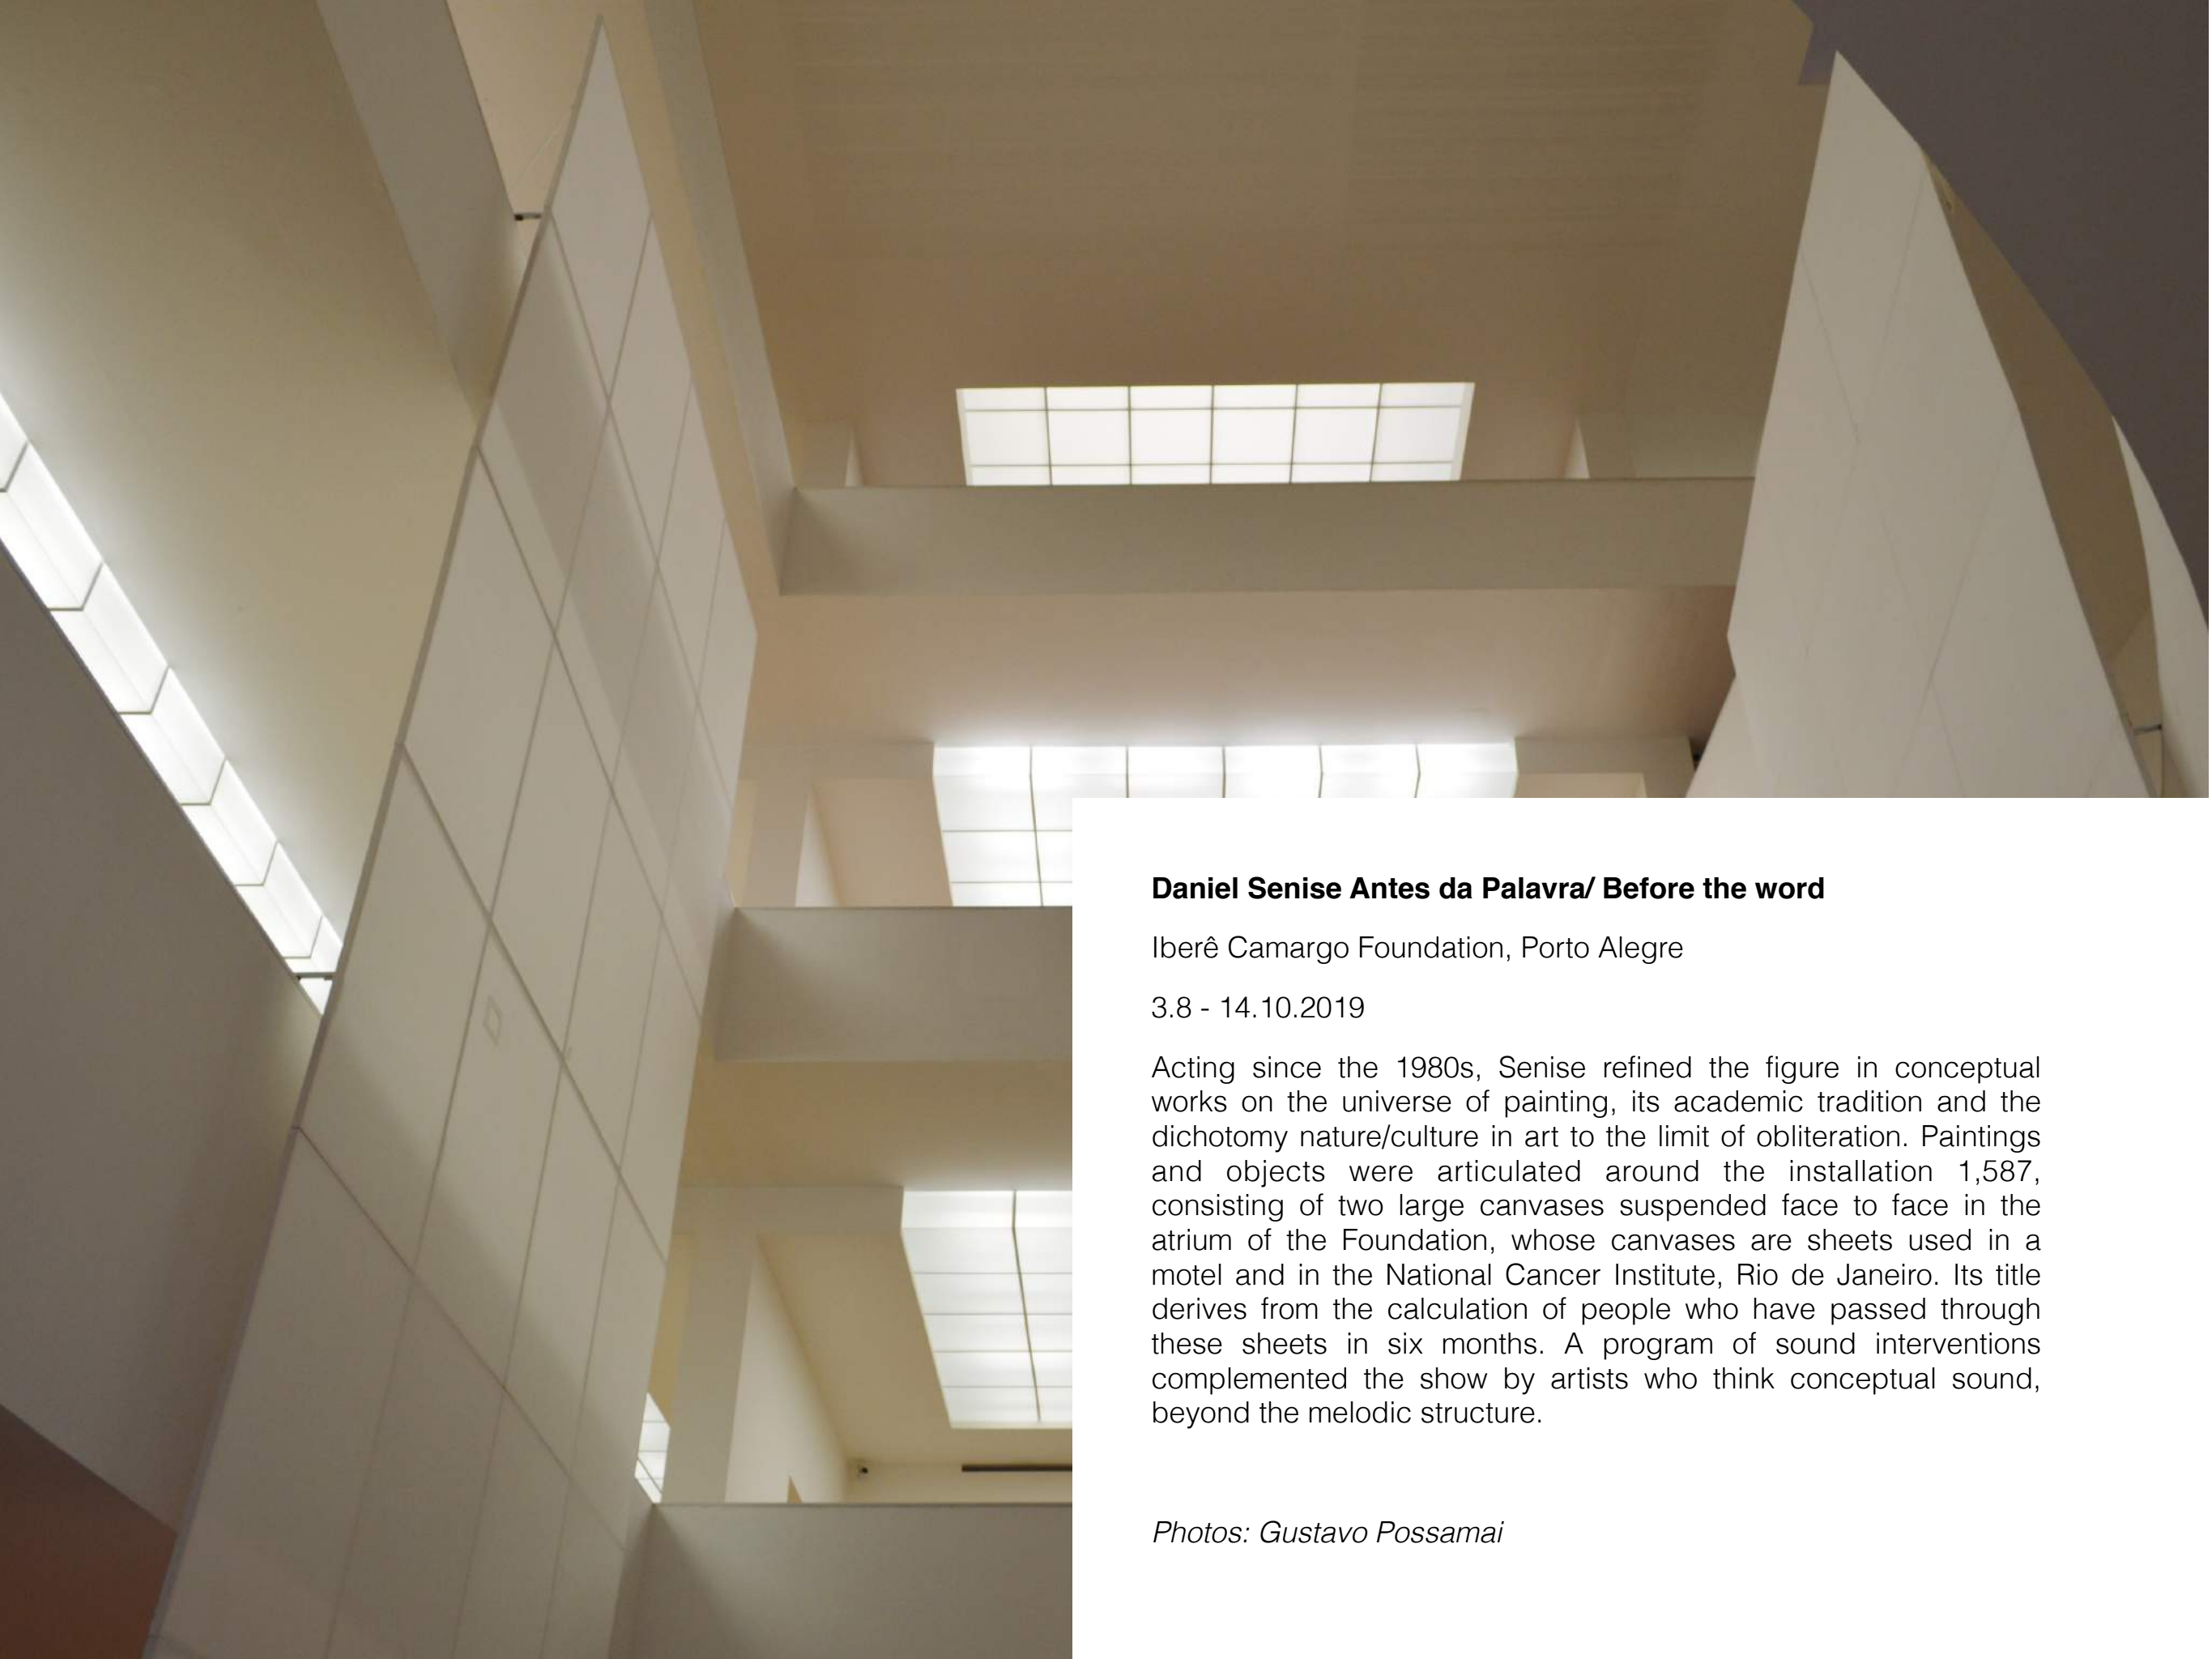 Daniel Senise Antes da Palavra/ Before the word
Iberê Camargo Foundation, Porto Alegre
3.8 - 14.10.2019
Acting since the 1980s, Senise refined the figure in conceptual
works on the universe of painting, its academic tradition and the
dichotomy nature/culture in art to the limit of obliteration. Paintings
and objects were articulated around the installation 1,587,
consisting of two large canvases suspended face to face in the
atrium of the Foundation, whose canvases are sheets used in a
motel and in the National Cancer Institute, Rio de Janeiro. Its title
derives from the calculation of people who have passed through
these sheets in six months. A program of sound interventions
complemented the show by artists who think conceptual sound,
beyond the melodic structure.
Photos: Gustavo Possamai